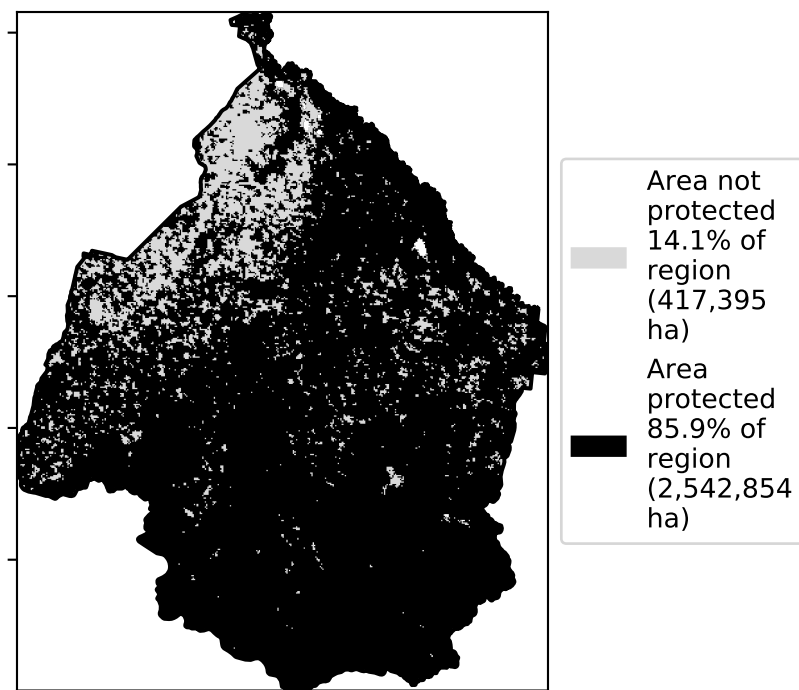 Area not
protected
14.1% of
region
(417,395
ha)
Area
protected
85.9% of
region
(2,542,854
ha)